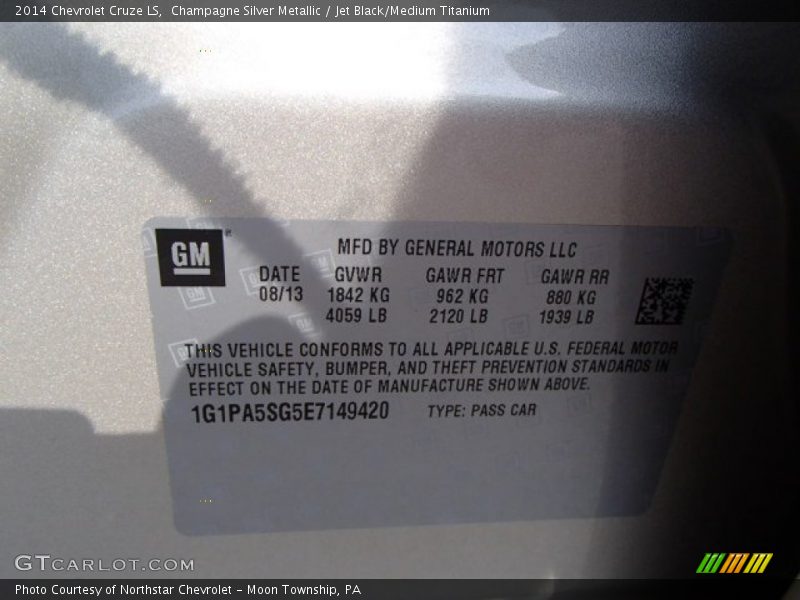 2014 Chevrolet Cruze LS, Champagne Silver Metallic / Jet Black/Medium Titanium
GM
MFD BY GENERAL MOTORS LLC
DATE GVWR GAWR FRT GAWR RR
08/13 1842 KG 962 KG 880 KG
4059 LB 2120 LB 1939 LB
THIS VEHICLE CONFORMS TO ALL APPLICABLE U.S. FEDERAL MOTOR
VEHICLE SAFETY, BUMPER, AND THEFT PREVENTION STANDARDS IN
EFFECT ON THE DATE OF MANUFACTURE SHOWN ABOVE.
1G1PA5SG5E7149420 TYPE: PASS CAR
GTCARLOT.COM
Photo Courtesy of Northstar Chevrolet - Moon Township, PA